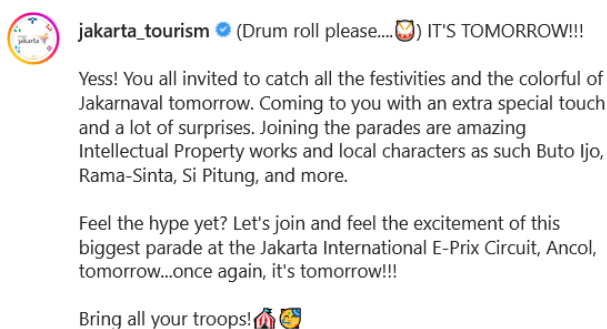 jakarta_tourism (Drum roll please....🥁) IT'S TOMORROW!!!
Yess! You all invited to catch all the festivities and the colorful of
Jakarnaval tomorrow. Coming to you with an extra special touch
and a lot of surprises. Joining the parades are amazing
Intellectual Property works and local characters as such Buto Ijo,
Rama-Sinta, Si Pitung, and more.
Feel the hype yet? Let's join and feel the excitement of this
biggest parade at the Jakarta International E-Prix Circuit, Ancol,
tomorrow...once again, it's tomorrow!!!
Bring all your troops!🎪🥳